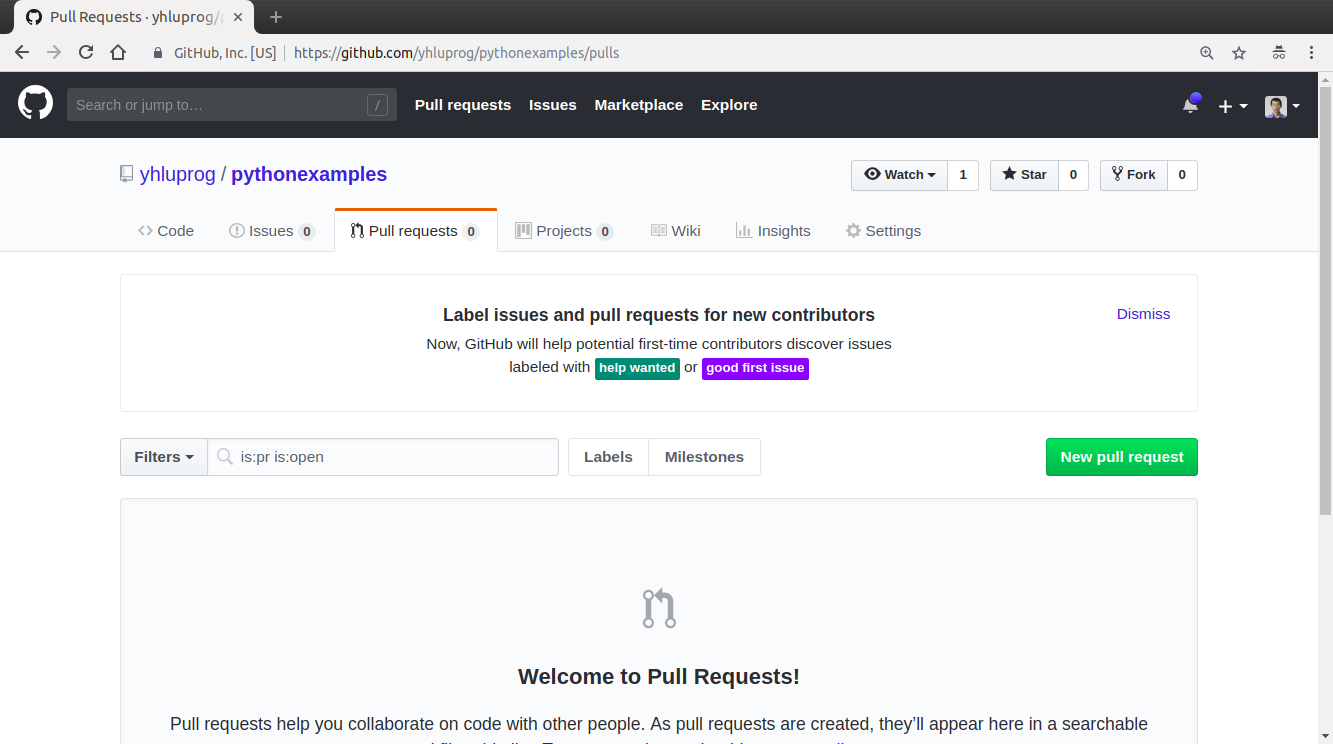 Pull Requests · yhluprog/p
GitHub, Inc. [US] https://github.com/yhluprog/pythonexamples/pulls
Search or jump to… / Pull requests Issues Marketplace Explore
yhluprog / pythonexamples Watch 1 Star 0 Fork 0
Code Issues 0 Pull requests 0 Projects 0 Wiki Insights Settings
Label issues and pull requests for new contributors Dismiss
Now, GitHub will help potential first-time contributors discover issues
labeled with help wanted or good first issue
Filters is:pr is:open Labels Milestones New pull request
Welcome to Pull Requests!
Pull requests help you collaborate on code with other people. As pull requests are created, they’ll appear here in a searchable